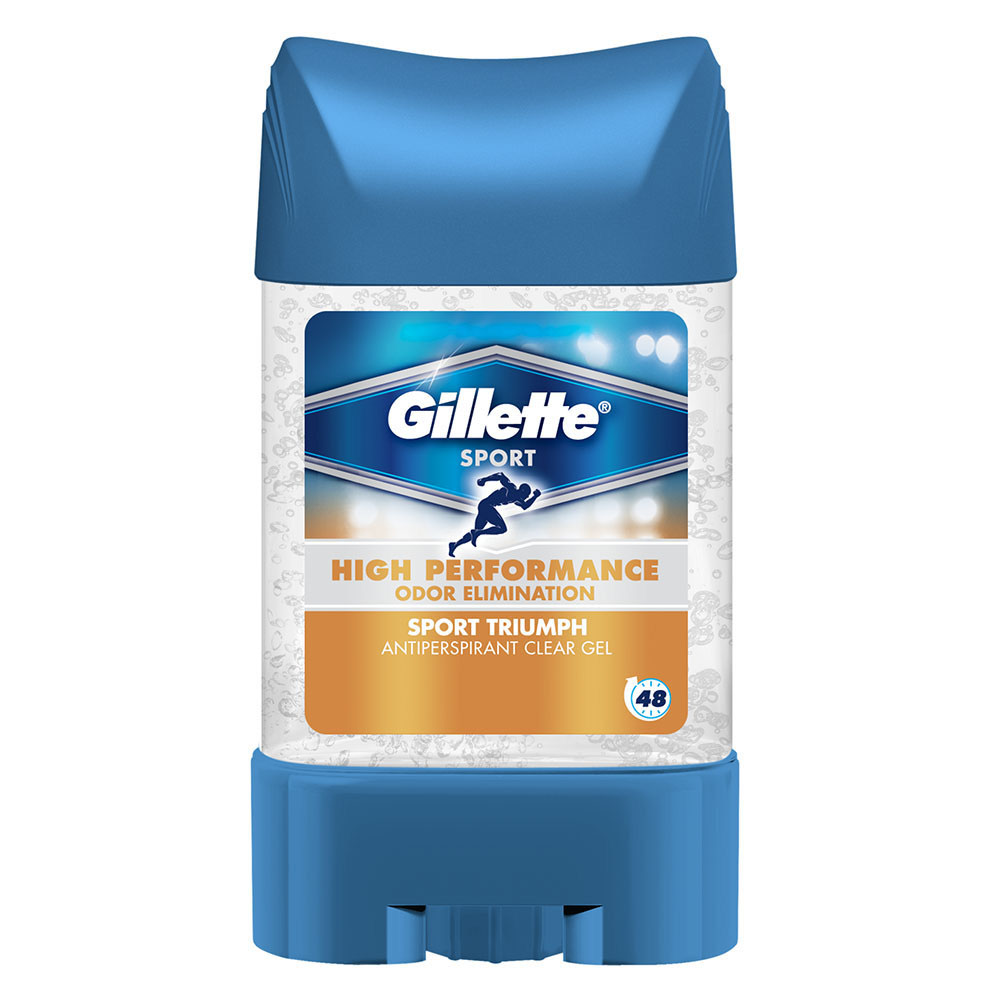 Gillette®
SPORT
HIGH PERFORMANCE
ODOR ELIMINATION
SPORT TRIUMPH
ANTIPERSPIRANT CLEAR GEL
48